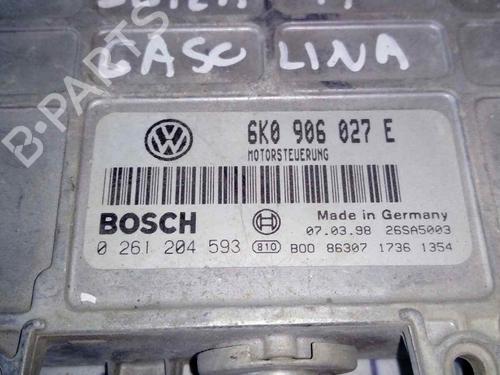 GASOLINA
6K0 906 027 E
MOTORSTEUERUNG
BOSCH
Made in Germany
07.03.98 26SA5003
0 261 204 593
810 B00 86307 1736 1354
B-PARTS